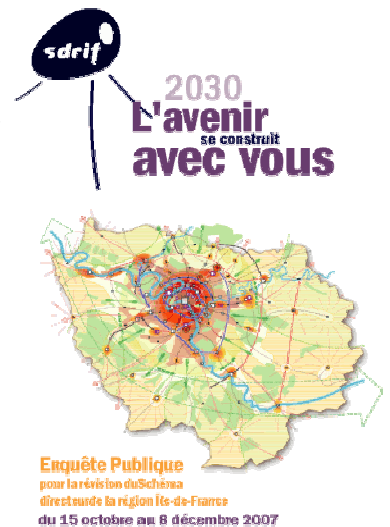 sdrif
2030
L'avenir
se construit
avec vous
Enquête Publique
pour la révision du Schéma
directeur de la région Île-de-France
du 15 octobre au 8 décembre 2007